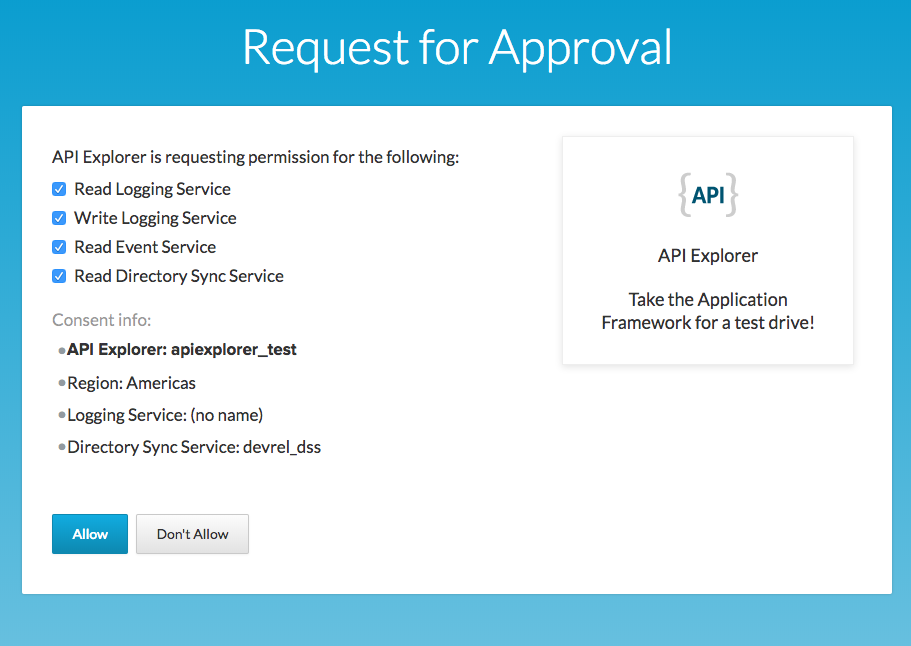 Request for Approval
API Explorer is requesting permission for the following:
Read Logging Service
Write Logging Service
Read Event Service
Read Directory Sync Service
Consent info:
API Explorer: apiexplorer_test
Region: Americas
Logging Service: (no name)
Directory Sync Service: devrel_dss
Allow
Don't Allow
{API}
API Explorer
Take the Application
Framework for a test drive!